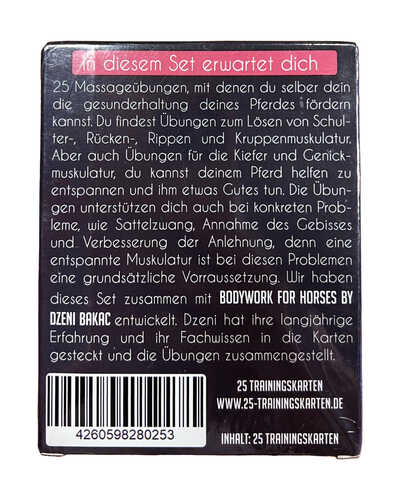 In diesem Set erwartet dich
25 Massageübungen, mit denen du selber dein
die gesunderhaltung deines Pferdes fördern
kannst. Du findest Übungen zum Lösen von Schul-
ter-, Rücken-, Rippen und Kruppenmuskulatur.
Aber auch Übungen für die Kiefer und Genick-
muskulatur, du kannst deinem Pferd helfen zu
entspannen und ihm etwas Gutes tun. Die Übun-
gen unterstützen dich auch bei konkreten Prob-
leme, wie Sattelzwang, Annahme des Gebisses
und Verbesserung der Anlehnung, denn eine
entspannte Muskulatur ist bei diesen Problemen
eine grundsätzliche Vorraussetzung. Wir haben
dieses Set zusammen mit BODYWORK FOR HORSES BY
DZENI BAKAC entwickelt. Dzeni hat ihre langjährige
Erfahrung und ihr Fachwissen in die Karten
gesteckt und die Übungen zusammengestellt.
25 TRAININGSKARTEN
WWW.25-TRAININGSKARTEN.DE
INHALT: 25 TRAININGSKARTEN
4260598280253